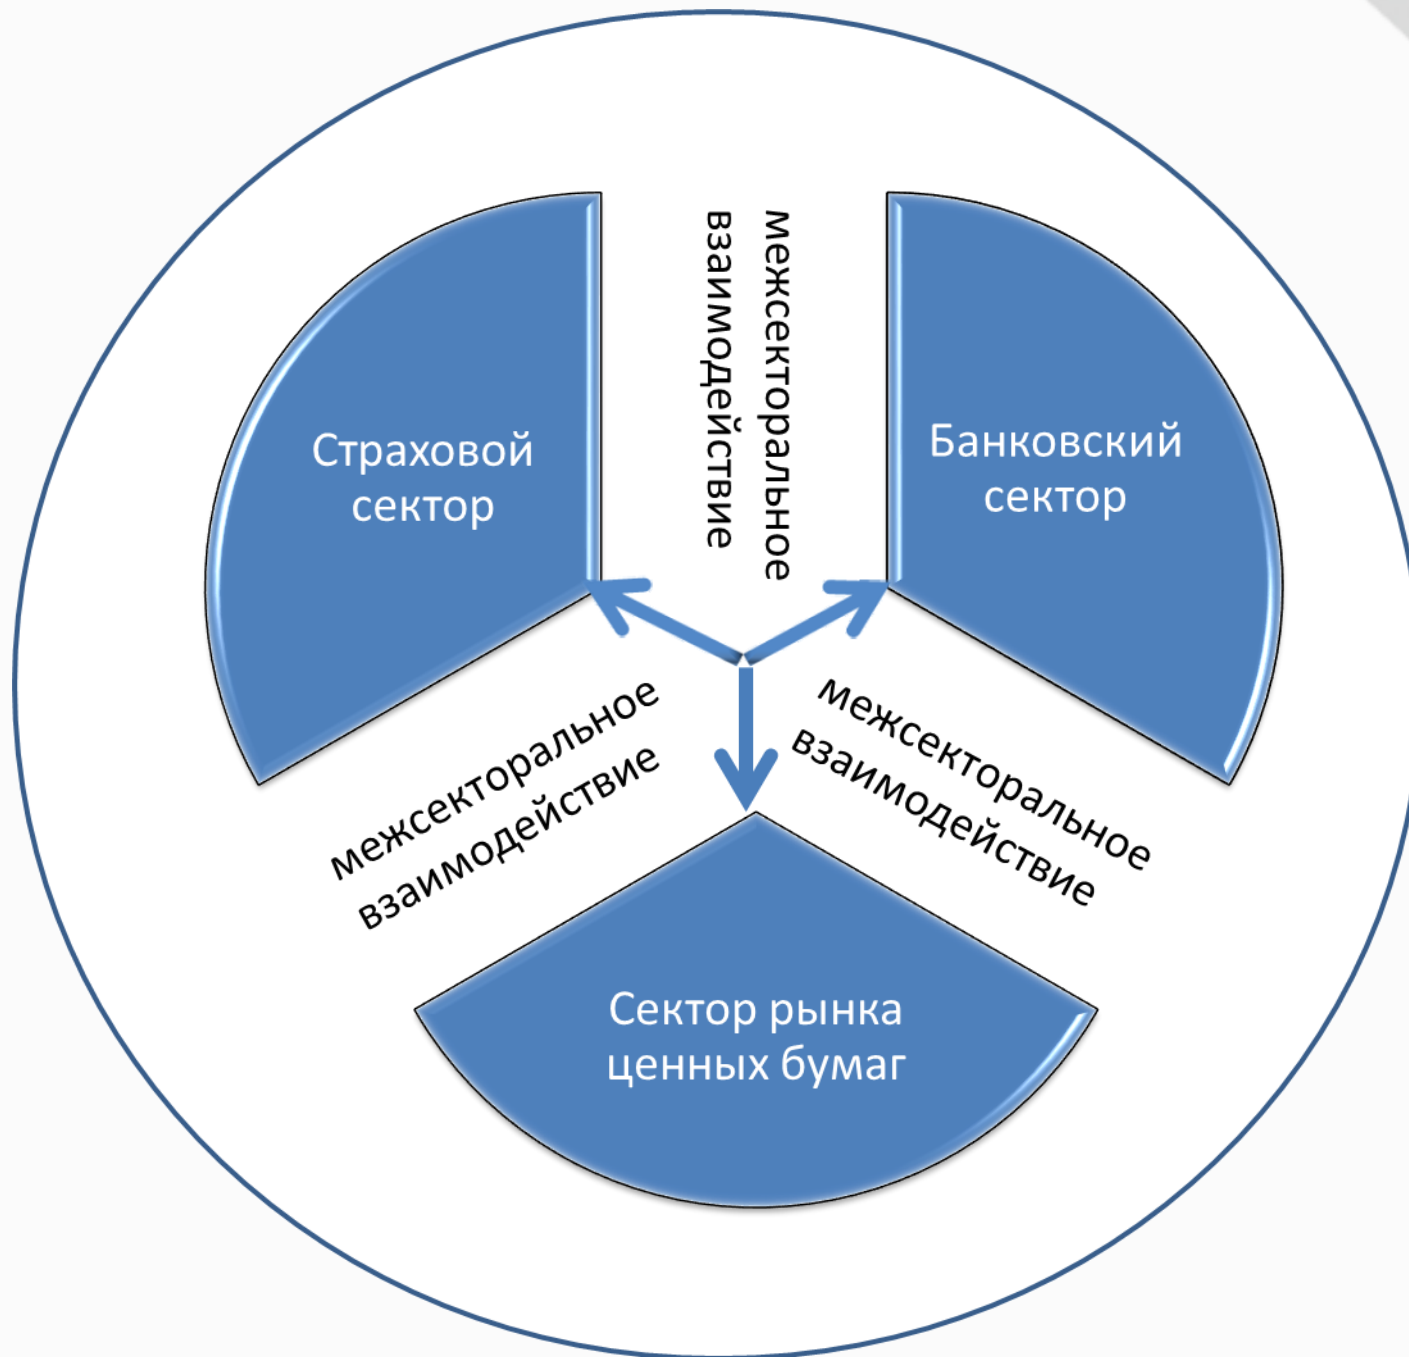 Страховой
сектор
межсекторальное
взаимодействие
Банковский
сектор
межсекторальное
взаимодействие
межсекторальное
взаимодействие
Сектор рынка
ценных бумаг